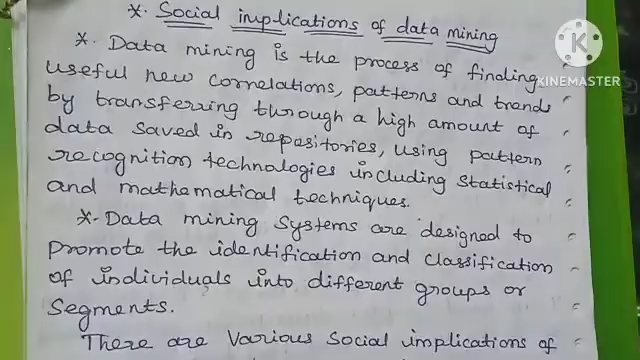 *. Social implications of data mining
*. Data mining is the process of finding
useful new correlations, patterns and trends
by transferring through a high amount of
data saved in repositories, using pattern
recognition technologies including statistical
and mathematical techniques.
*. Data mining systems are designed to
promote the identification and classification
of individuals into different groups or
segments.
There are various social implications of
KINEMASTER